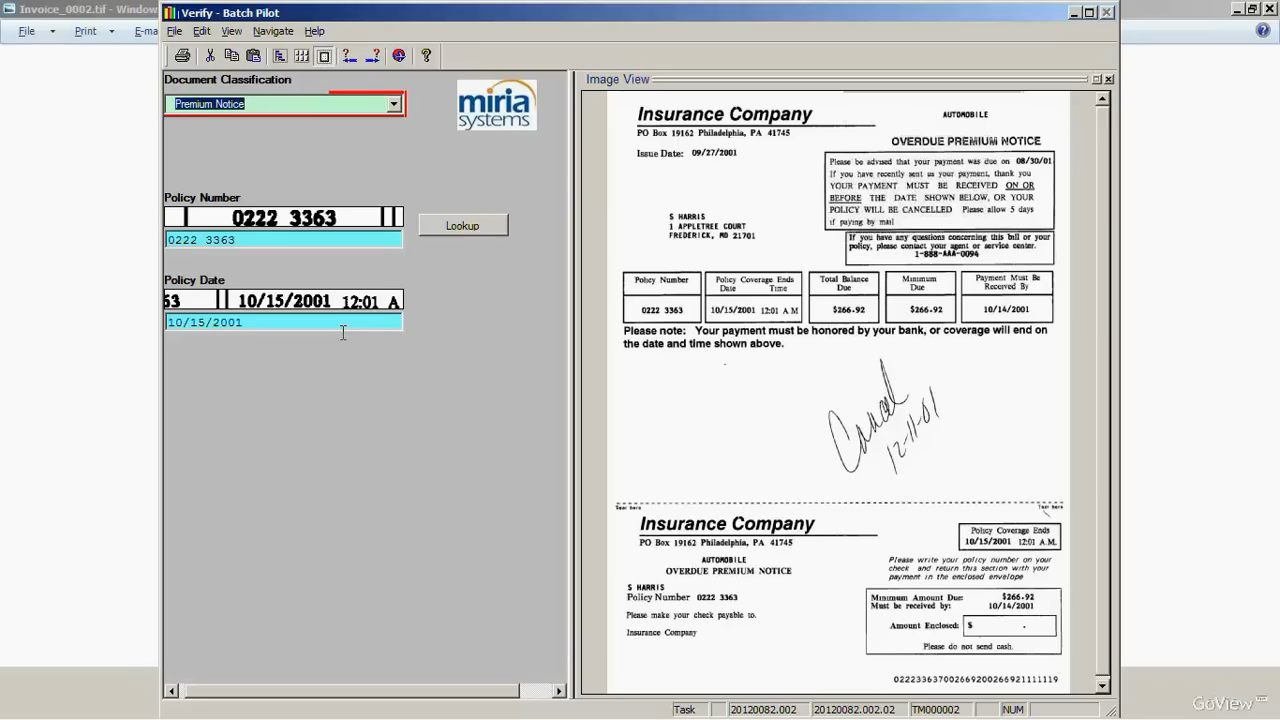 Invoice_0002.tif - Windows
Verify - Batch Pilot
File Print E-ma
File Edit View Navigate Help
Document Classification
Premium Notice
miria
systems
Policy Number
0222 3363
0222 3363
Lookup
Policy Date
63 10/15/2001 12:01 A
10/15/2001
Image View
Insurance Company
PO Box 19162 Philadelphia, PA 41745
Issue Date: 09/27/2001
AUTOMOBILE
OVERDUE PREMIUM NOTICE
Please be advised that your payment was due on 08/30/01
If you have recently sent us your payment, thank you
YOUR PAYMENT MUST BE RECEIVED ON OR
BEFORE THE DATE SHOWN BELOW, OR YOUR
POLICY WILL BE CANCELLED Please allow 5 days
if paying by mail
S HARRIS
1 APPLETREE COURT
FREDERICK, MD 21701
If you have any questions concerning this bill or your
policy, please contact your agent or service center.
1-888-AAA-0094
Policy Number Policy Coverage Ends Total Balance Minimum Payment Must Be
Date Time Due Due Received By
0222 3363 10/15/2001 12:01 A M $266.92 $266.92 10/14/2001
Please note: Your payment must be honored by your bank, or coverage will end on
the date and time shown above.
Cancel
12-11-01
Tear here Tear here
Insurance Company
PO Box 19162 Philadelphia, PA 41745
AUTOMOBILE
OVERDUE PREMIUM NOTICE
S HARRIS
Policy Number 0222 3363
Please make your check payable to.
Insurance Company
Policy Coverage Ends
10/15/2001 12:01 A.M.
Please write your policy number on your
check and return this section with your
payment in the enclosed envelope
Minimum Amount Due: $266.92
Must be received by: 10/14/2001
Amount Enclosed: $ .
Please do not send cash.
022233637002669200266921111119
Task 20120082.002 20120082.002.02 TM000002 NUM
GoView